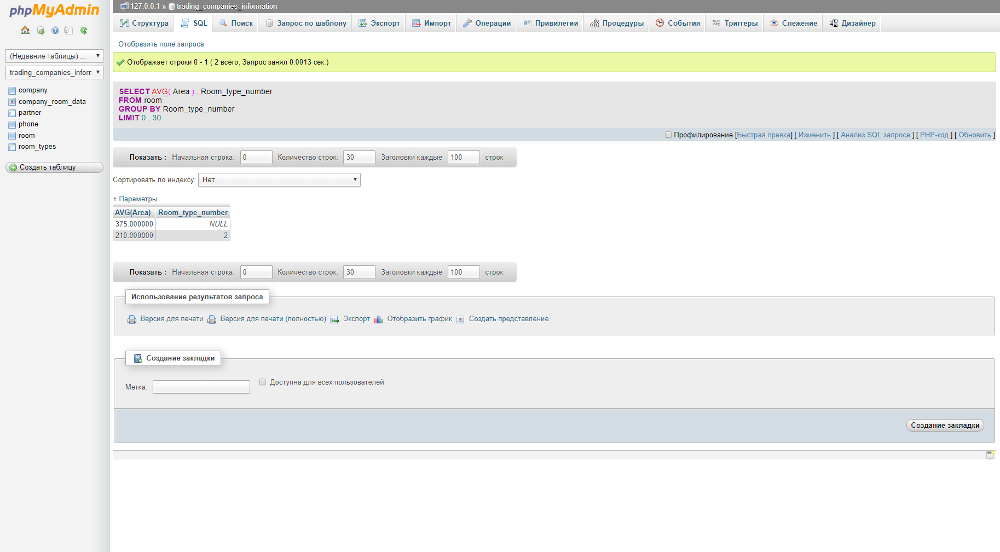 phpMyAdmin
(Недавние таблицы) ...
trading_companies_inforn
company
company_room_data
partner
phone
room
room_types
Создать таблицу
127.0.0.1 » trading_companies_information
Структура SQL Поиск Запрос по шаблону Экспорт Импорт Операции Привилегии Процедуры События Триггеры Слежение Дизайнер
Отобразить поле запроса
Отображает строки 0 - 1 ( 2 всего, Запрос занял 0.0013 сек.)
SELECT AVG( Area ) , Room_type_number
FROM room
GROUP BY Room_type_number
LIMIT 0 , 30
Профилирование [Быстрая правка] [ Изменить ] [ Анализ SQL запроса ] [ PHP-код ] [ Обновить ]
Показать : Начальная строка: 0 Количество строк: 30 Заголовки каждые 100 строк
Сортировать по индексу: Нет
+ Параметры
AVG(Area) Room_type_number
375.000000 NULL
210.000000 2
Показать : Начальная строка: 0 Количество строк: 30 Заголовки каждые 100 строк
Использование результатов запроса
Версия для печати Версия для печати (полностью) Экспорт Отобразить график Создать представление
Создание закладки
Метка: Доступна для всех пользователей
Создание закладки